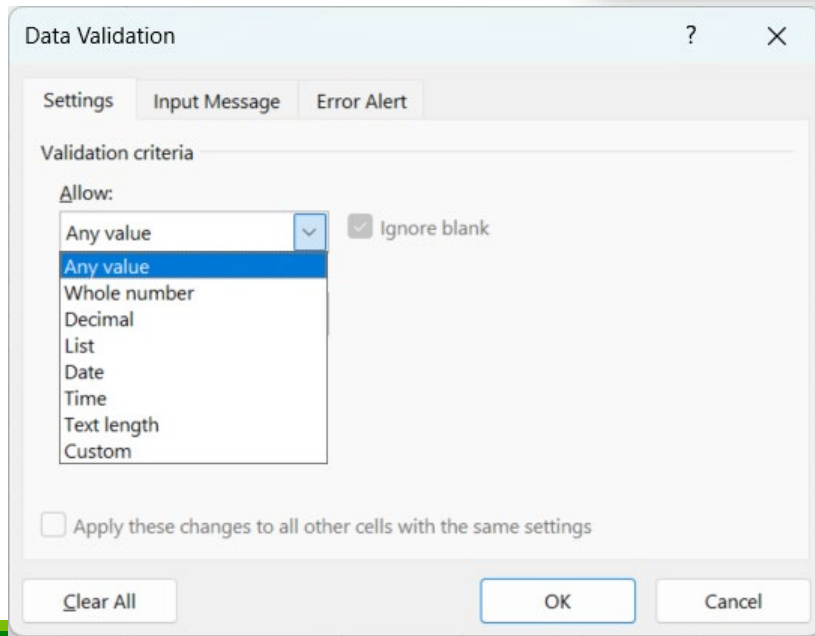 Data Validation ?
Settings Input Message Error Alert
Validation criteria
Allow:
Any value Ignore blank
Any value
Whole number
Decimal
List
Date
Time
Text length
Custom
Apply these changes to all other cells with the same settings
Clear All OK Cancel